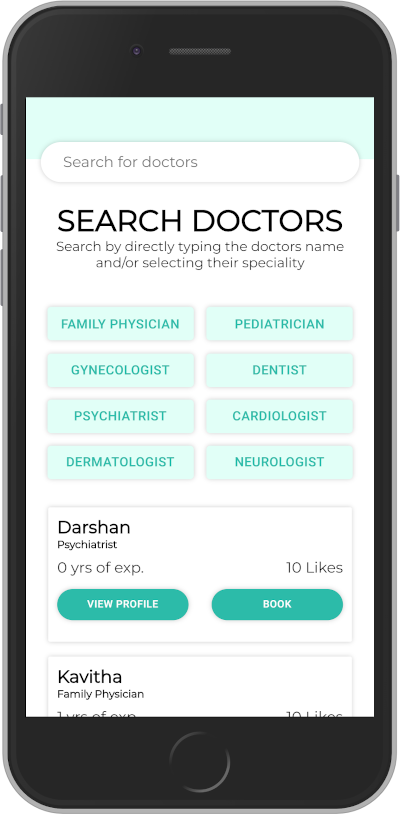 Search for doctors
SEARCH DOCTORS
Search by directly typing the doctors name
and/or selecting their speciality
FAMILY PHYSICIAN
PEDIATRICIAN
GYNECOLOGIST
DENTIST
PSYCHIATRIST
CARDIOLOGIST
DERMATOLOGIST
NEUROLOGIST
Darshan
Psychiatrist
0 yrs of exp.
10 Likes
VIEW PROFILE
BOOK
Kavitha
Family Physician
1 yrs of exp.
10 Likes